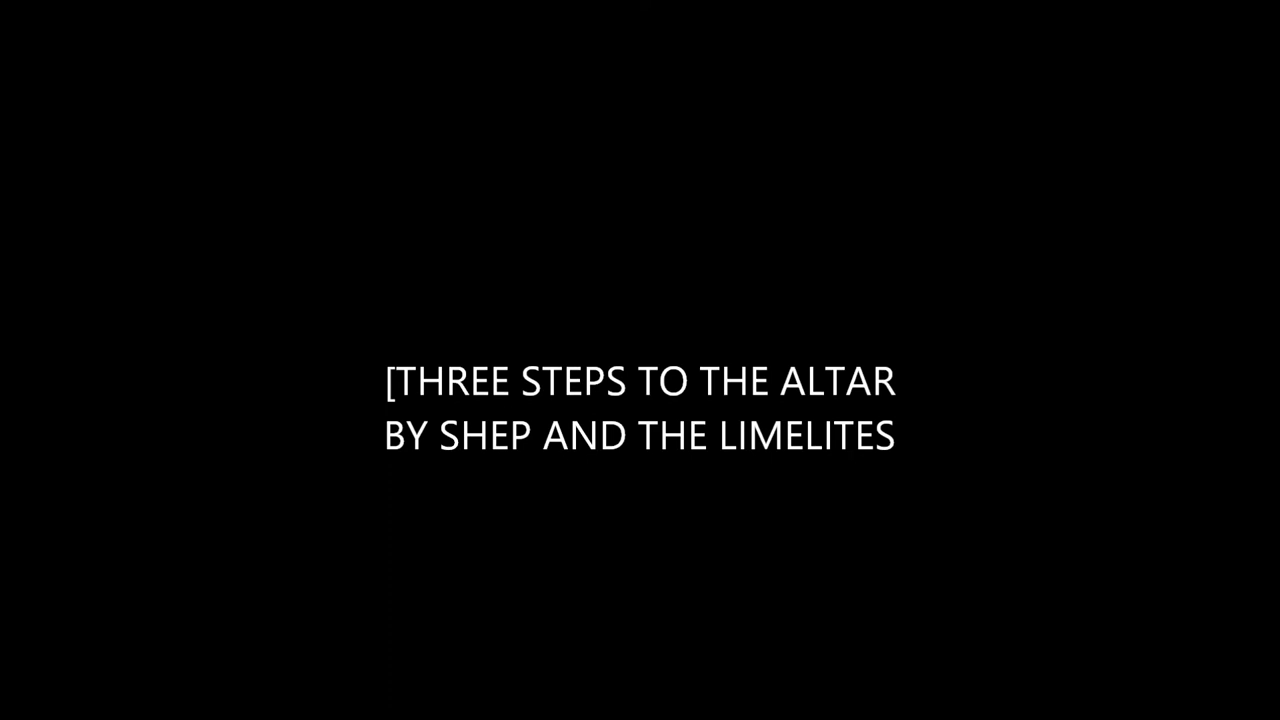 [THREE STEPS TO THE ALTAR
BY SHEP AND THE LIMELITES